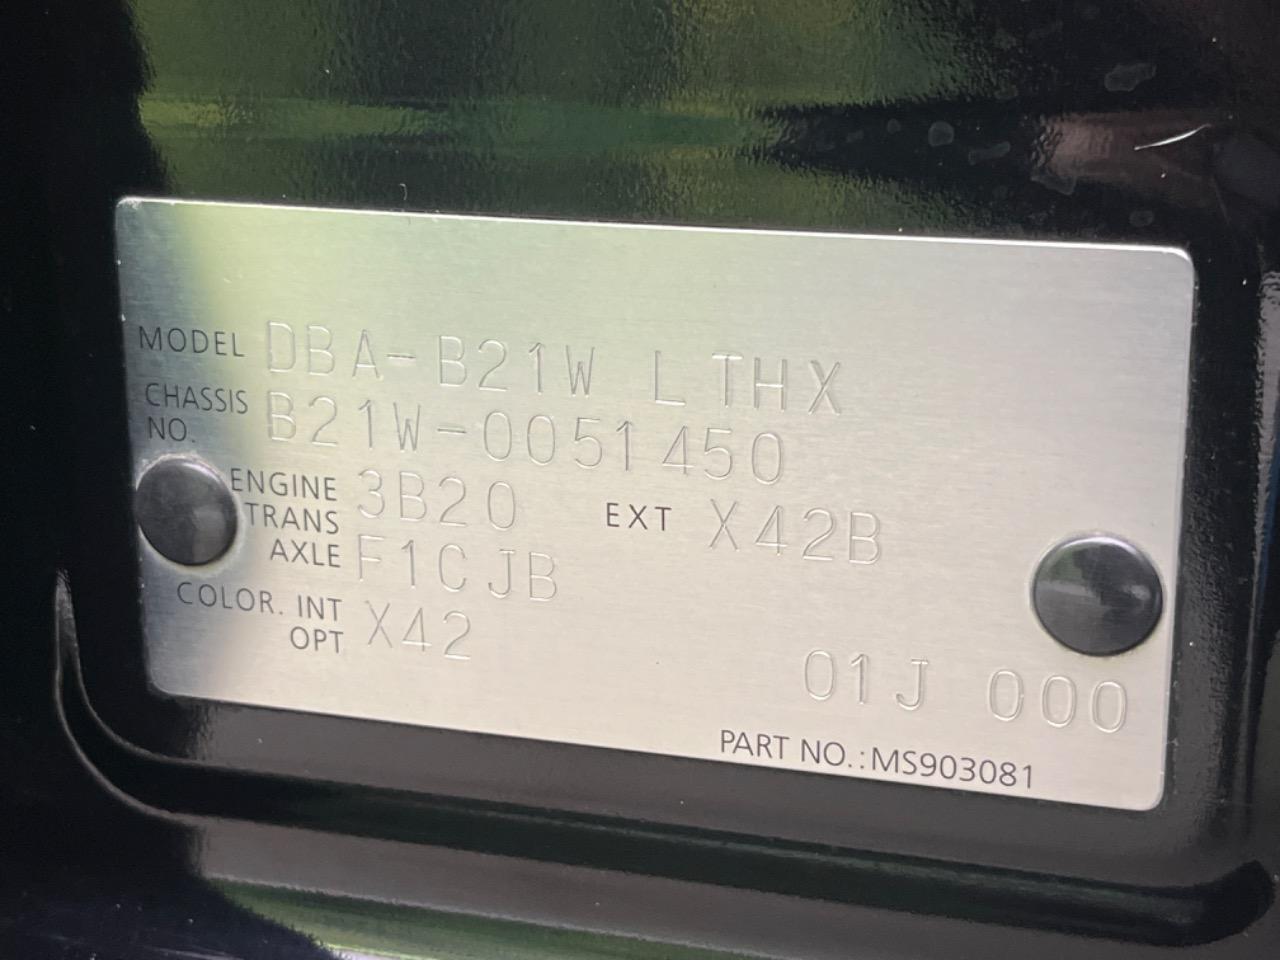 MODEL DBA-B21W LTHX
CHASSIS NO. B21W-0051450
ENGINE 3B20 EXT X42B
TRANS AXLE F1CJB
COLOR. INT X42
OPT
01J 000
PART NO.:MS903081